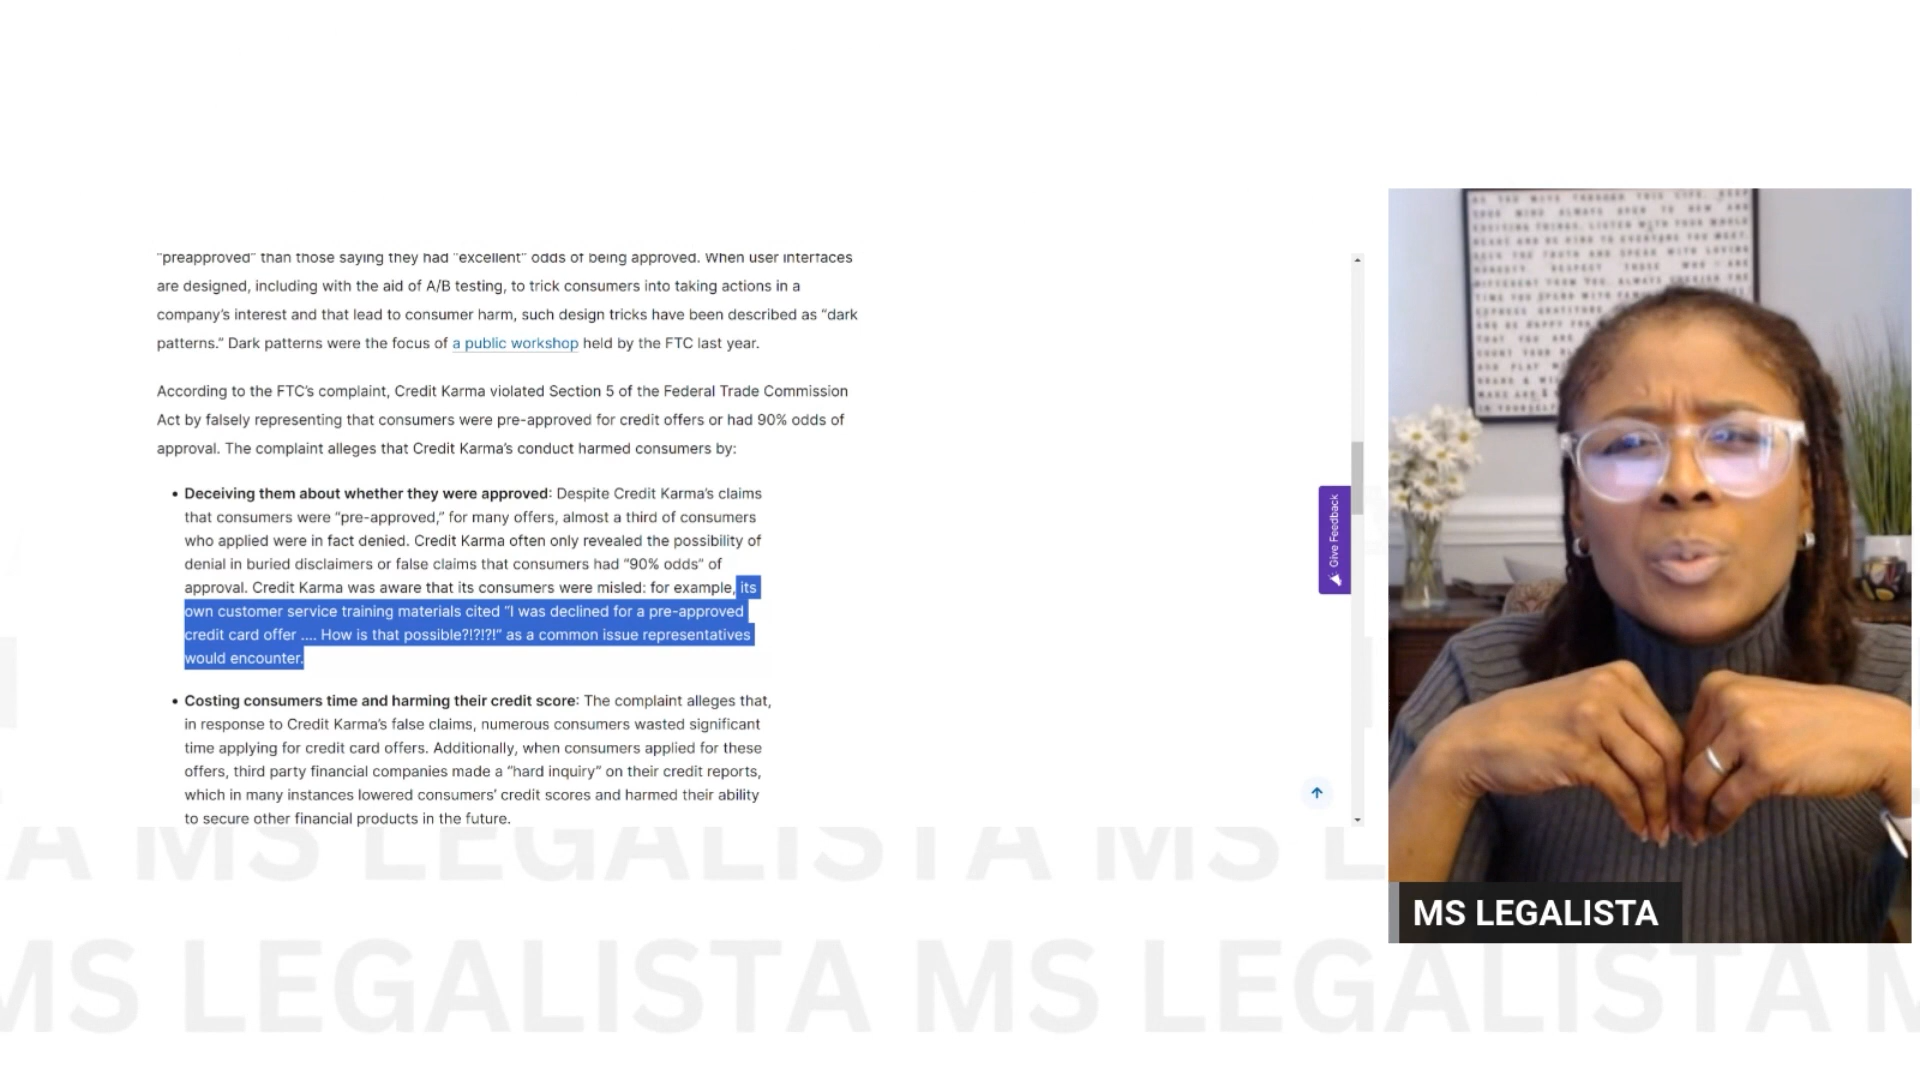 "preapproved" than those saying they had "excellent" odds of being approved. When user interfaces
are designed, including with the aid of A/B testing, to trick consumers into taking actions in a
company's interest and that lead to consumer harm, such design tricks have been described as "dark
patterns." Dark patterns were the focus of a public workshop held by the FTC last year.
According to the FTC's complaint, Credit Karma violated Section 5 of the Federal Trade Commission
Act by falsely representing that consumers were pre-approved for credit offers or had 90% odds of
approval. The complaint alleges that Credit Karma's conduct harmed consumers by:
• Deceiving them about whether they were approved: Despite Credit Karma's claims
that consumers were "pre-approved," for many offers, almost a third of consumers
who applied were in fact denied. Credit Karma often only revealed the possibility of
denial in buried disclaimers or false claims that consumers had "90% odds" of
approval. Credit Karma was aware that its consumers were misled: for example, its
own customer service training materials cited "I was declined for a pre-approved
credit card offer .... How is that possible?!?!?!" as a common issue representatives
would encounter.
• Costing consumers time and harming their credit score: The complaint alleges that,
in response to Credit Karma's false claims, numerous consumers wasted significant
time applying for credit card offers. Additionally, when consumers applied for these
offers, third party financial companies made a "hard inquiry" on their credit reports,
which in many instances lowered consumers' credit scores and harmed their ability
to secure other financial products in the future.
Give Feedback
MS LEGALISTA
A MS LEGALISTA MS L
MS LEGALISTA MS LEGALISTA